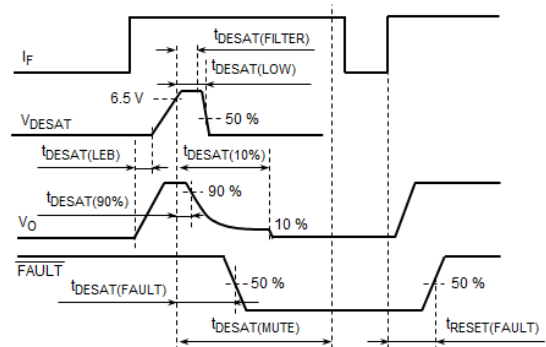 tDESAT(FILTER)
IF
tDESAT(LOW)
6.5 V
50 %
VDESAT
tDESAT(LEB)
tDESAT(10%)
90 %
tDESAT(90%)
10 %
VO
FAULT
50 %
50 %
tDESAT(FAULT)
tDESAT(MUTE)
tRESET(FAULT)